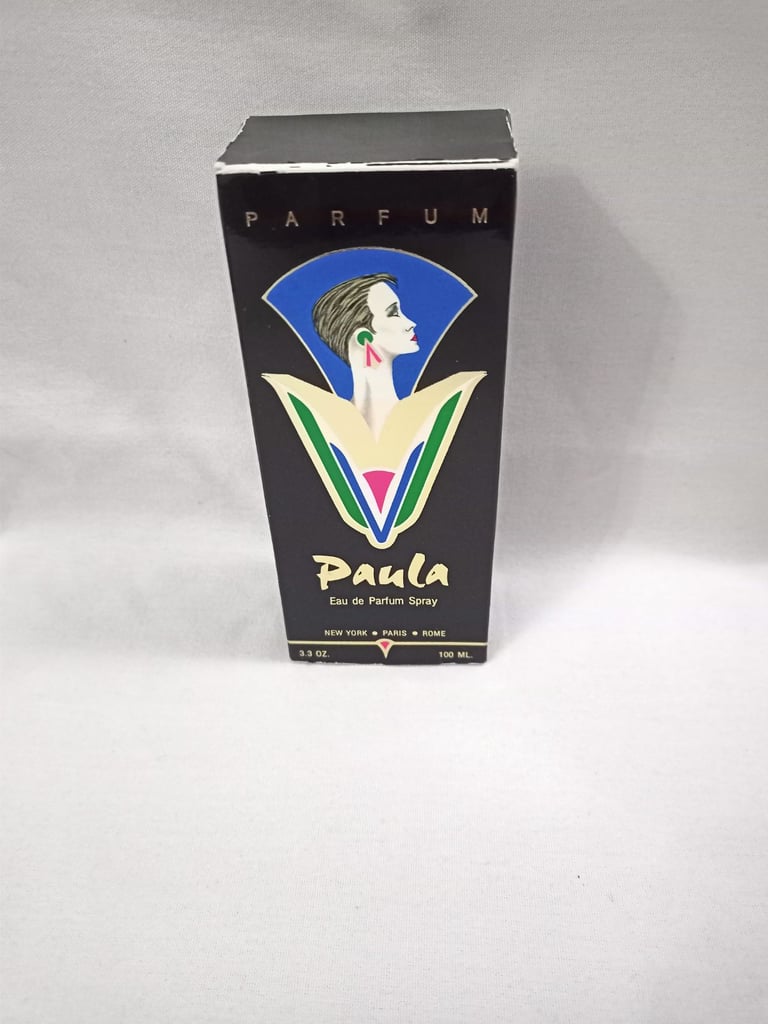 PARFUM
Paula
Eau de Parfum Spray
NEW YORK • PARIS • ROME
3.3 OZ. 100 ML.